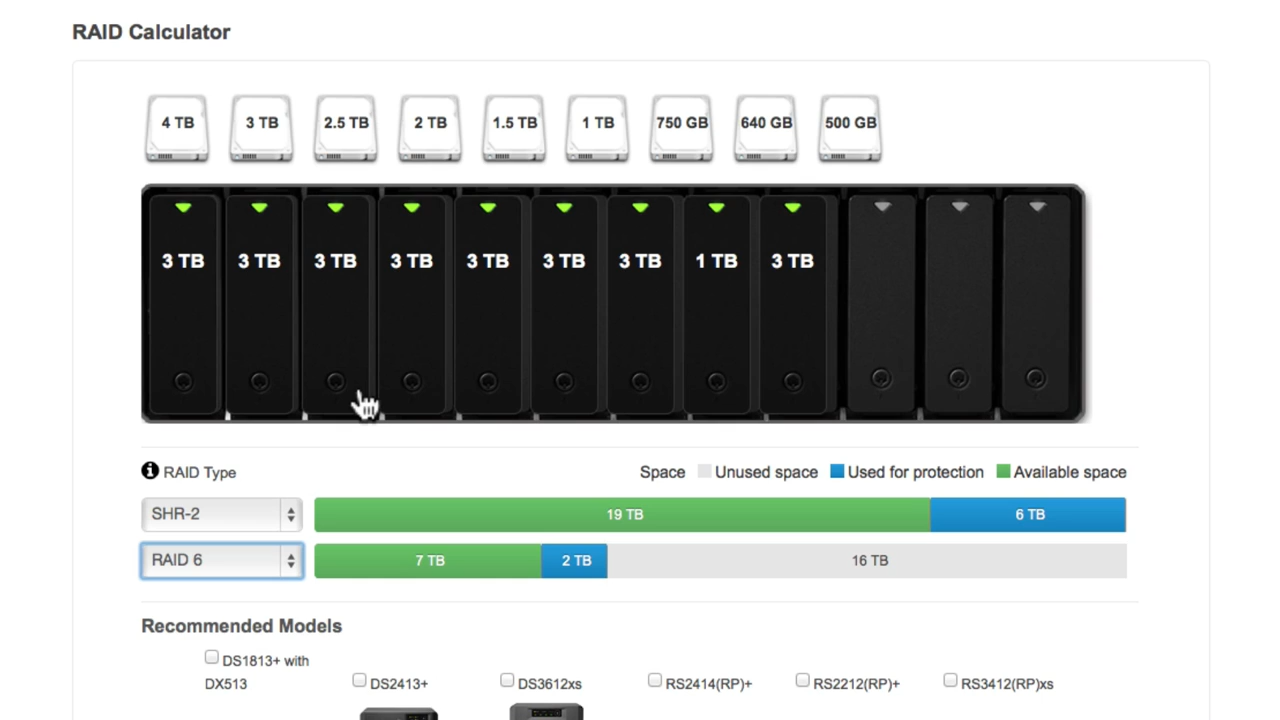 RAID Calculator
4 TB 3 TB 2.5 TB 2 TB 1.5 TB 1 TB 750 GB 640 GB 500 GB
3 TB 3 TB 3 TB 3 TB 3 TB 3 TB 3 TB 1 TB 3 TB
RAID Type Space Unused space Used for protection Available space
SHR-2 19 TB 6 TB
RAID 6 7 TB 2 TB 16 TB
Recommended Models
DS1813+ with
DX513 DS2413+ DS3612xs RS2414(RP)+ RS2212(RP)+ RS3412(RP)xs